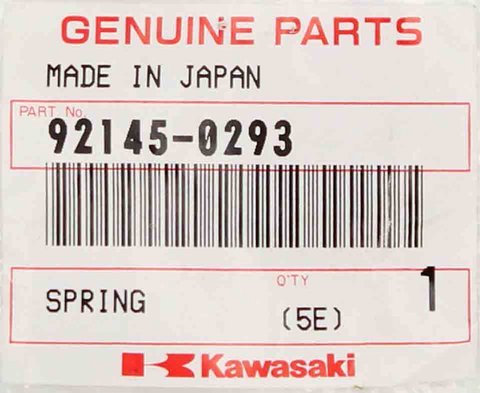 GENUINE PARTS
MADE IN JAPAN
PART No.
92145-0293
Q'TY
SPRING (5E) 1
Kawasaki